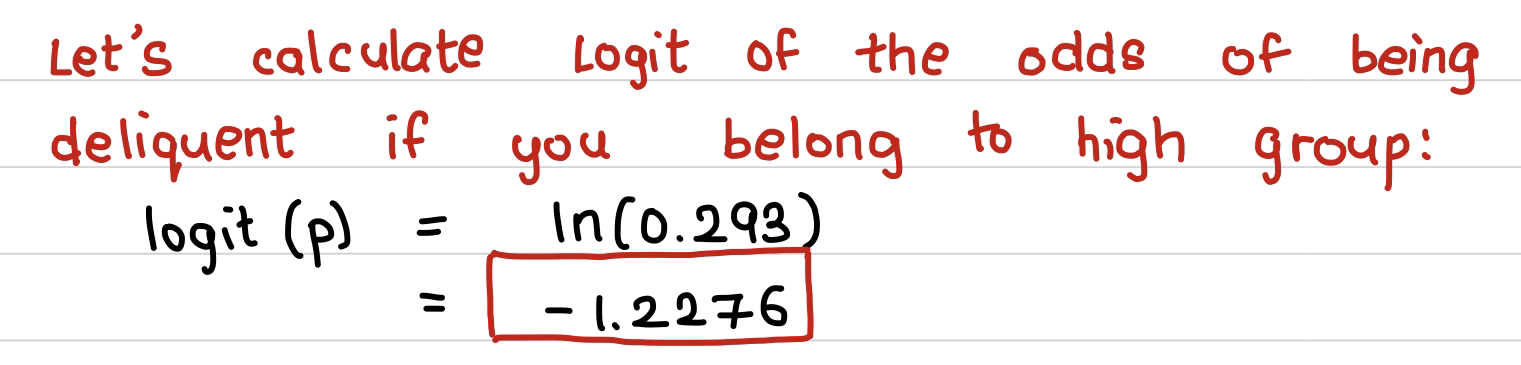 Let's calculate Logit of the odds of being
deliquent if you belong to high group:
logit (p) = ln(0.293)
= -1.2276